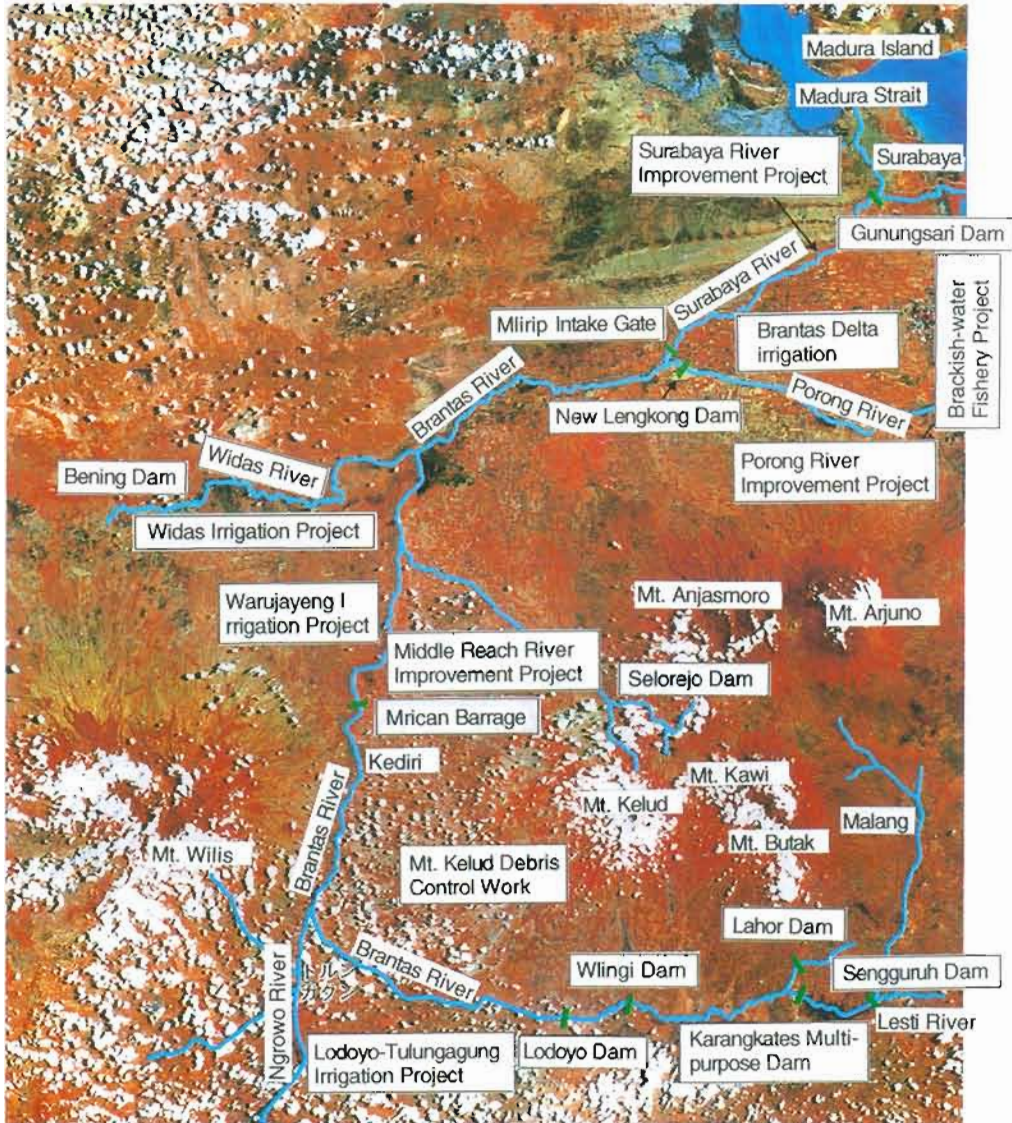 Madura Island
Madura Strait
Surabaya River
Improvement Project
Surabaya
Gunungsari Dam
Surabaya River
Mlirip Intake Gate
Brantas Delta
irrigation
Brackish-water
Fishery Project
Brantas River
New Lengkong Dam
Porong River
Porong River
Improvement Project
Bening Dam
Widas River
Widas Irrigation Project
Warujayeng I
rrigation Project
Mt. Anjasmoro
Mt. Arjuno
Middle Reach River
Improvement Project
Selorejo Dam
Mrican Barrage
Kediri
Mt. Kawi
Mt. Kelud
Malang
Mt. Butak
Brantas River
Mt. Wilis
Mt. Kelud Debris
Control Work
Lahor Dam
Brantas River
Wlingi Dam
Sengguruh Dam
トルン
ガグン
Ngrowo River
Lesti River
Lodoyo-Tulungagung
Irrigation Project
Lodoyo Dam
Karangkates Multi-
purpose Dam